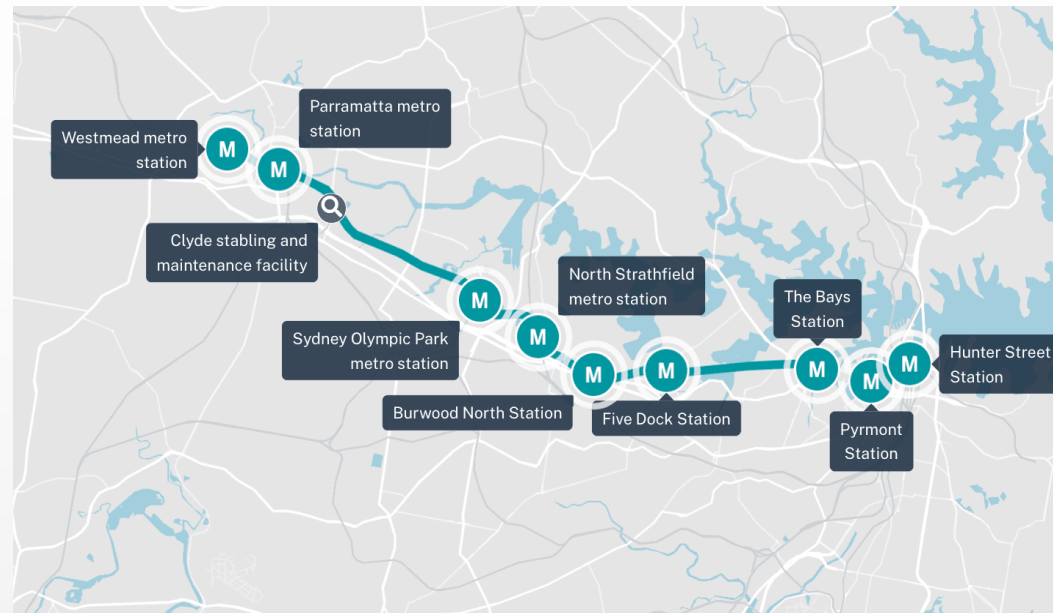 Parramatta metro
station
Westmead metro
station
M
M
Clyde stabling and
maintenance facility
North Strathfield
metro station
The Bays
Station
M
Sydney Olympic Park
metro station
M
Hunter Street
Station
M
M
M
M
M
Burwood North Station
Five Dock Station
Pyrmont
Station